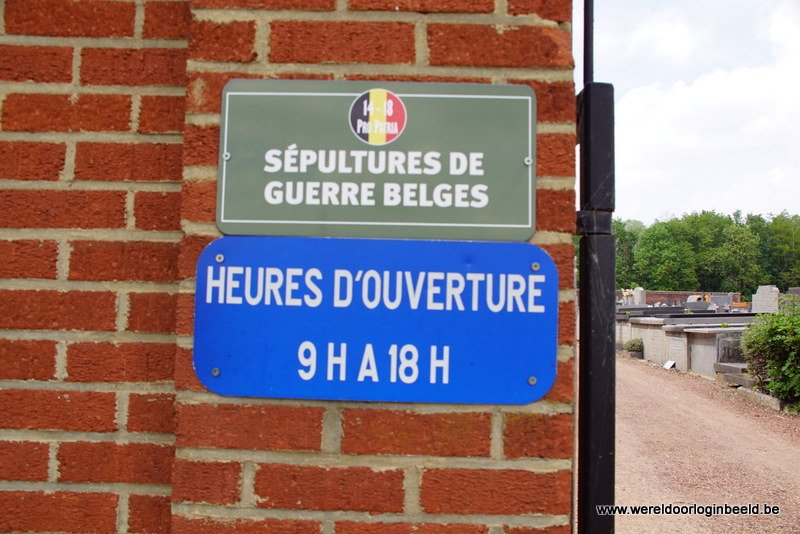 14-18
PRO PATRIA
SÉPULTURES DE
GUERRE BELGES
HEURES D'OUVERTURE
9 H A 18 H
www.wereldoorloginbeeld.be